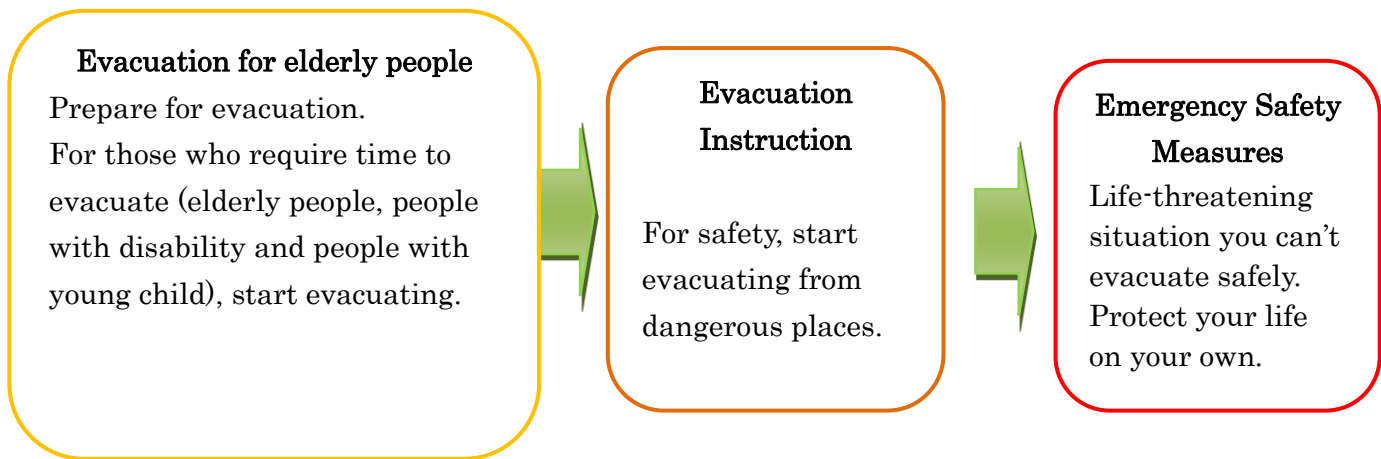 Evacuation for elderly people
Prepare for evacuation.
For those who require time to
evacuate (elderly people, people
with disability and people with
young child), start evacuating.
Evacuation
Instruction
For safety, start
evacuating from
dangerous places.
Emergency Safety
Measures
Life-threatening
situation you can't
evacuate safely.
Protect your life
on your own.